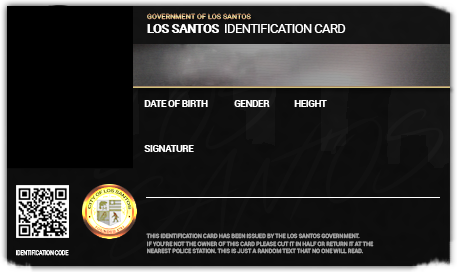 GOVERNMENT OF LOS SANTOS
LOS SANTOS IDENTIFICATION CARD
DATE OF BIRTH GENDER HEIGHT
SIGNATURE
CITY OF LOS SANTOS
IDENTIFICATION CODE
THIS IDENTIFICATION CARD HAS BEEN ISSUED BY THE LOS SANTOS GOVERNMENT.
IF YOU'RE NOT THE OWNER OF THIS CARD PLEASE CUT IT IN HALF OR RETURN IT AT THE
NEAREST POLICE STATION. THIS IS JUST A RANDOM TEXT THAT NO ONE WILL READ.